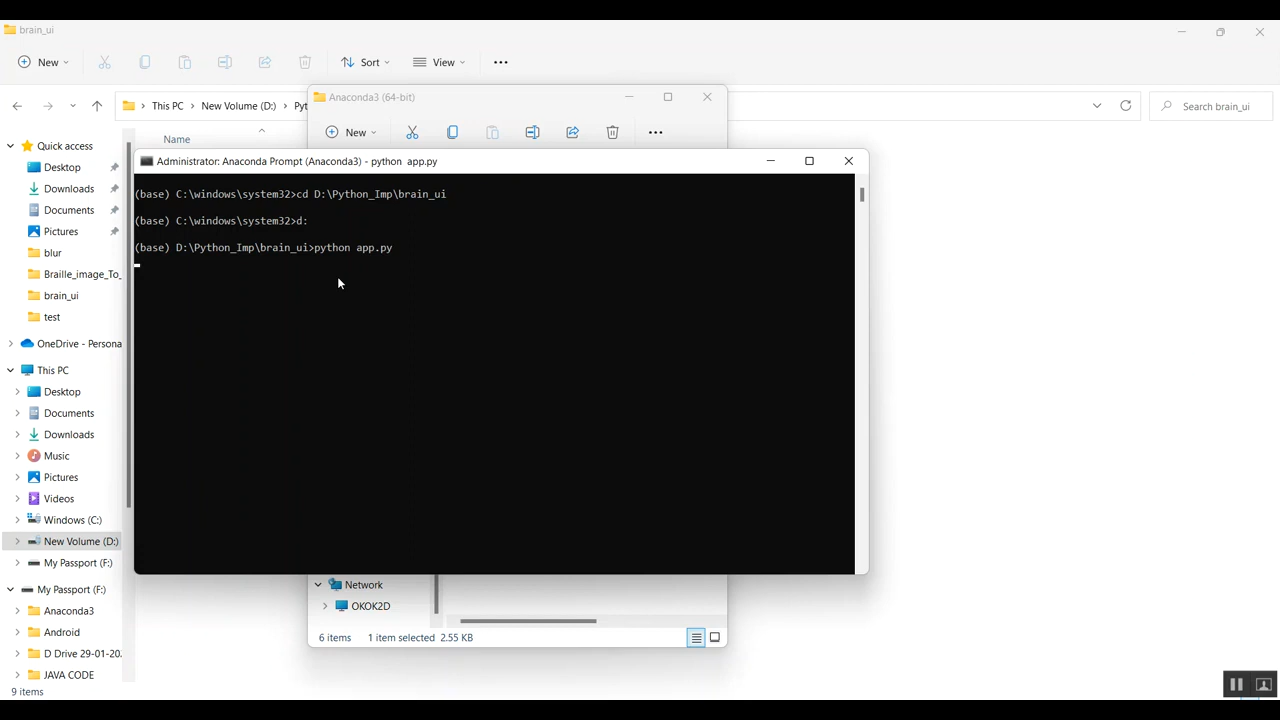 brain_ui
New
Sort
View
This PC
New Volume (D:)
Pyt
Search brain_ui
Anaconda3 (64-bit)
New
Name
Quick access
Desktop
Downloads
Documents
Pictures
blur
Braille_image_To_
brain_ui
test
OneDrive - Persona
This PC
Desktop
Documents
Downloads
Music
Pictures
Videos
Windows (C:)
New Volume (D:)
My Passport (F:)
My Passport (F:)
Anaconda3
Android
D Drive 29-01-20
JAVA CODE
9 items
Administrator: Anaconda Prompt (Anaconda3) - python  app.py
(base) C:\windows\system32>cd D:\Python_Imp\brain_ui
(base) C:\windows\system32>d:
(base) D:\Python_Imp\brain_ui>python app.py
Network
OKOK2D
6 items
1 item selected  2.55 KB